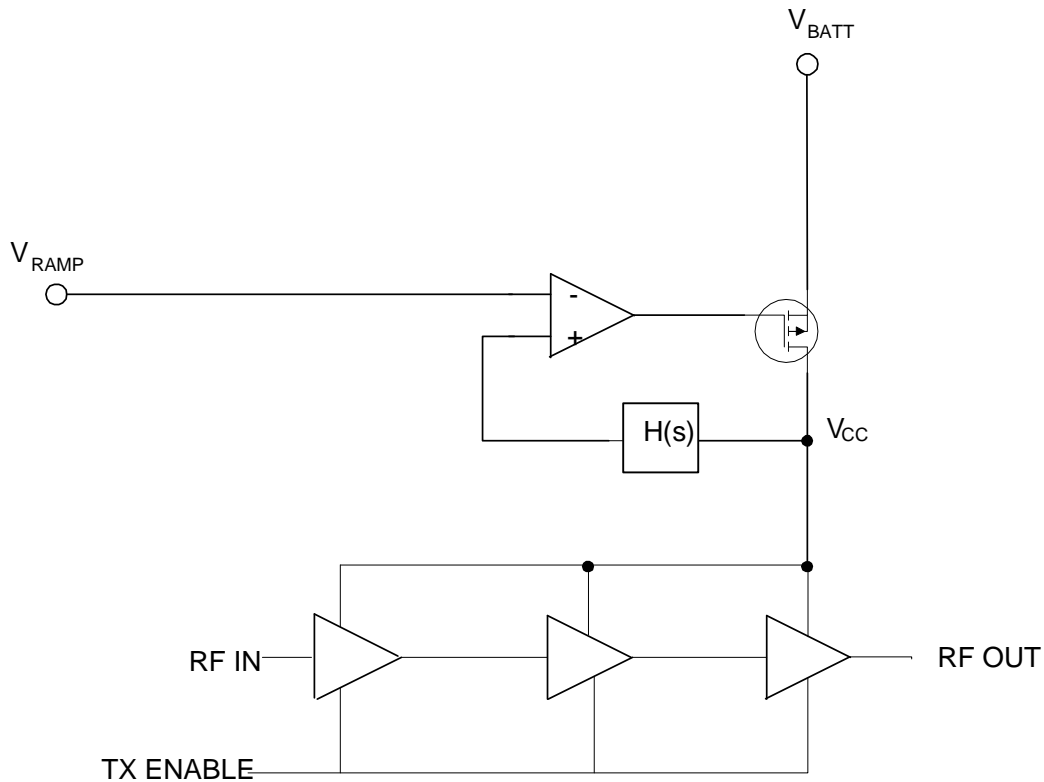 VBATT
VRAMP
-
+
H(s)
VCC
RF IN
RF OUT
TX ENABLE